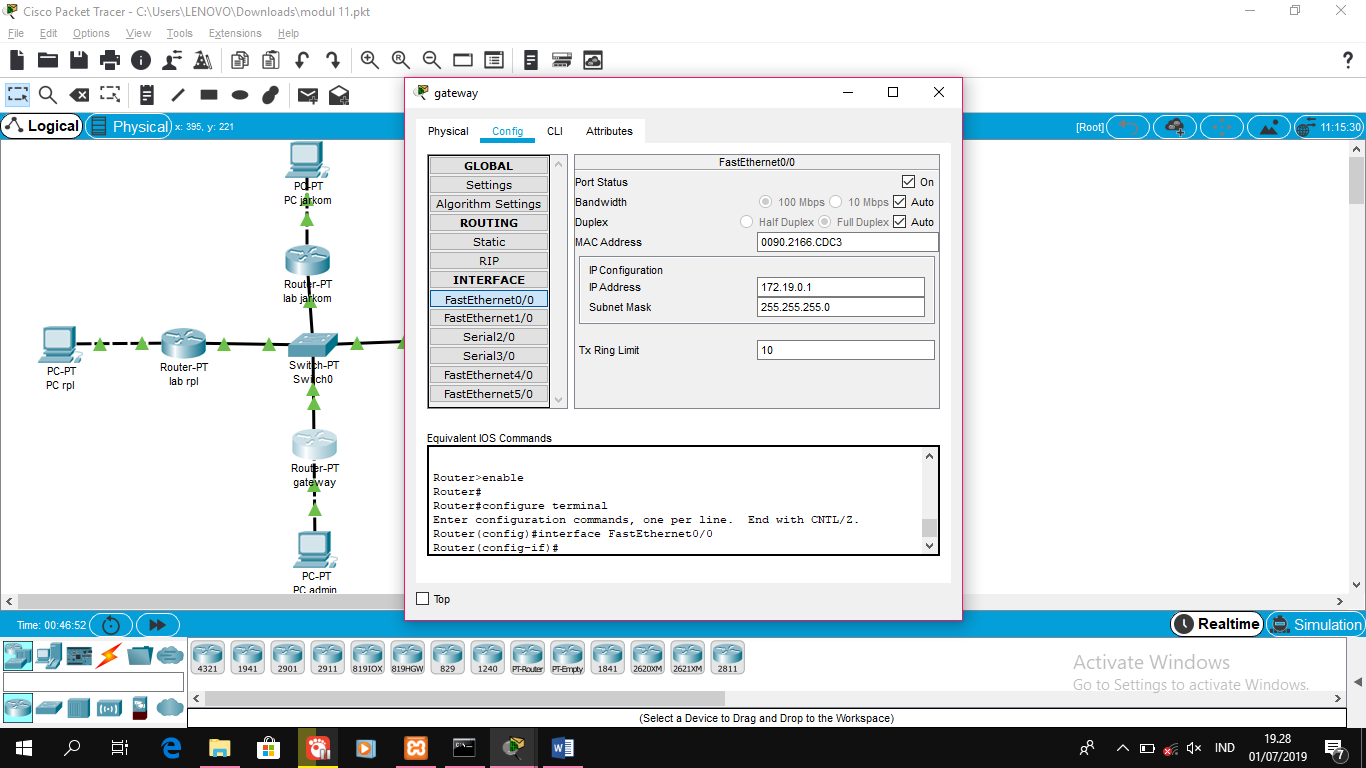 Cisco Packet Tracer - C:\Users\LENOVO\Downloads\modul 11.pkt
File Edit Options View Tools Extensions Help
?
Logical Physical x: 395, y: 221 [Root] 11:15:30
PC-PT
PC jarkom
Router-PT
lab jarkom
PC-PT
PC rpl
Router-PT
lab rpl
Switch-PT
Switch0
Router-PT
gateway
PC-PT
PC admin
gateway
Physical Config CLI Attributes
GLOBAL
Settings
Algorithm Settings
ROUTING
Static
RIP
INTERFACE
FastEthernet0/0
FastEthernet1/0
Serial2/0
Serial3/0
FastEthernet4/0
FastEthernet5/0
FastEthernet0/0
Port Status On
Bandwidth 100 Mbps 10 Mbps Auto
Duplex Half Duplex Full Duplex Auto
MAC Address 0090.2166.CDC3
IP Configuration
IP Address 172.19.0.1
Subnet Mask 255.255.255.0
Tx Ring Limit 10
Equivalent IOS Commands
Router>enable
Router#
Router#configure terminal
Enter configuration commands, one per line. End with CNTL/Z.
Router(config)#interface FastEthernet0/0
Router(config-if)#
Top
Time: 00:46:52 Realtime Simulation
4321 1941 2901 2911 819IOX 819HGW 829 1240 PT-Router PT-Empty 1841 2620XM 2621XM 2811
(Select a Device to Drag and Drop to the Workspace)
Activate Windows
Go to Settings to activate Windows.
IND
19.28
01/07/2019
7